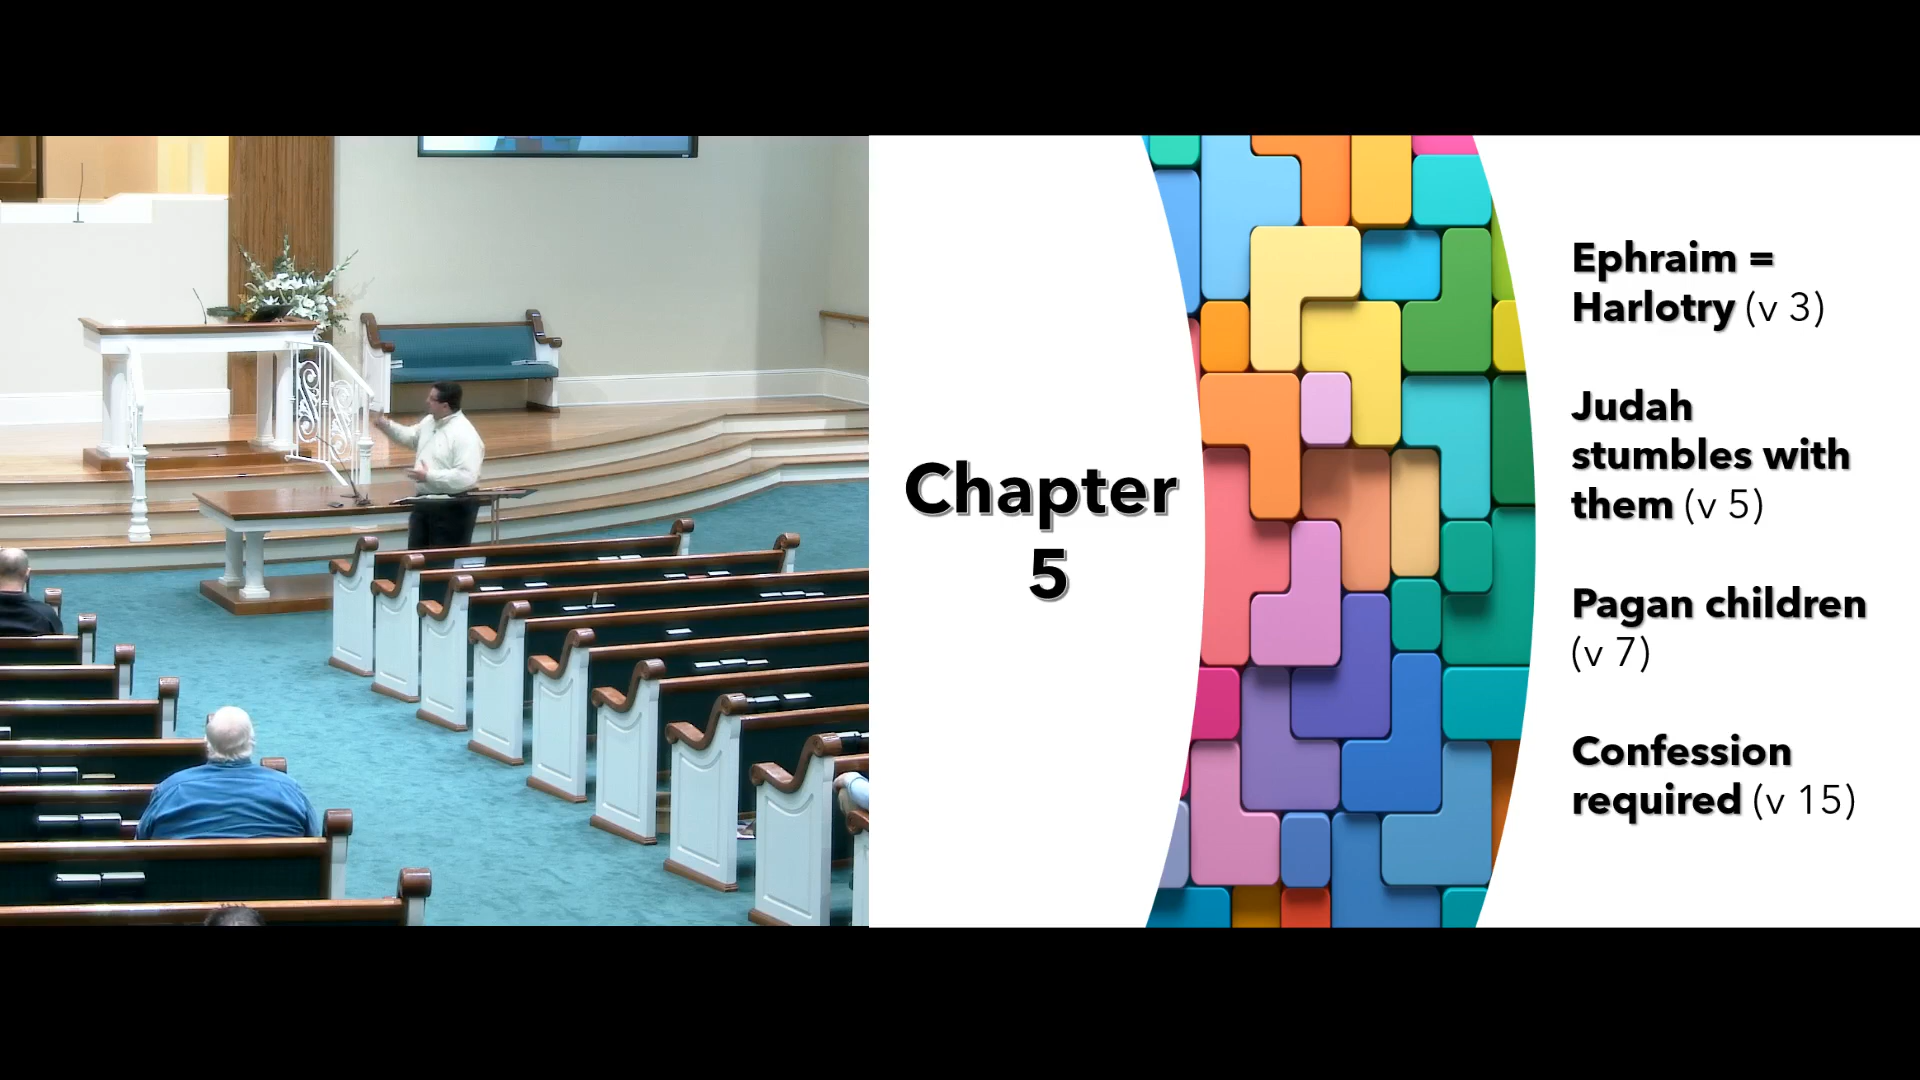 Chapter
5
Ephraim =
Harlotry (v 3)
Judah
stumbles with
them (v 5)
Pagan children
(v 7)
Confession
required (v 15)